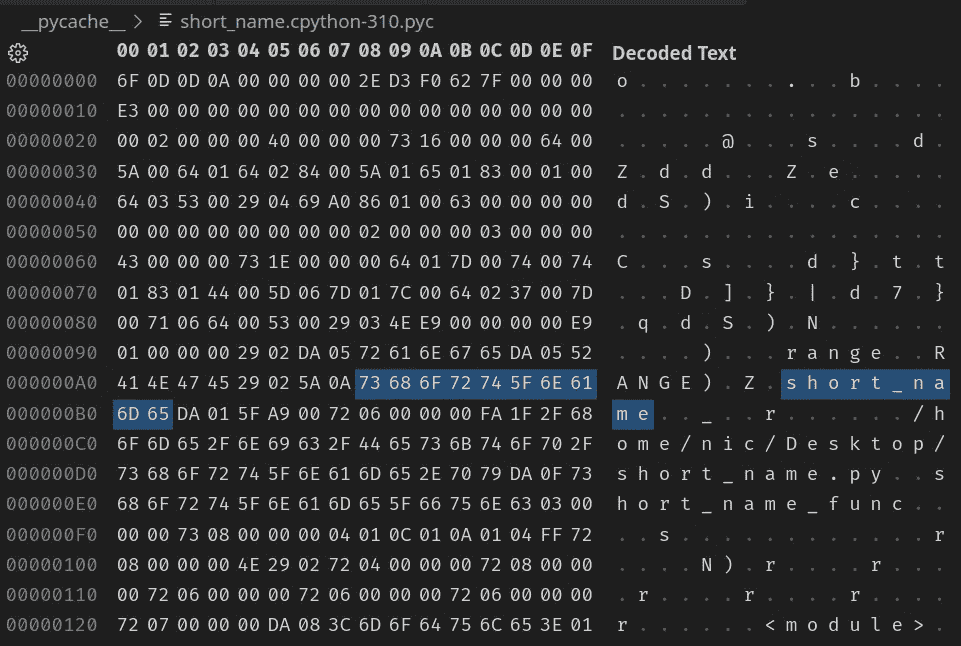 __pycache__ > short_name.cpython-310.pyc
00 01 02 03 04 05 06 07 08 09 0A 0B 0C 0D 0E 0F Decoded Text
00000000 6F 0D 0D 0A 00 00 00 00 2E D3 F0 62 7F 00 00 00 o . . . . . . . . . . b . . . .
00000010 E3 00 00 00 00 00 00 00 00 00 00 00 00 00 00 00 . . . . . . . . . . . . . . . .
00000020 00 02 00 00 00 40 00 00 00 73 16 00 00 00 64 00 . . . . . @ . . . s . . . . d .
00000030 5A 00 64 01 64 02 84 00 5A 01 65 01 83 00 01 00 Z . d . d . . . Z . e . . . . .
00000040 64 03 53 00 29 04 69 A0 86 01 00 63 00 00 00 00 d . S . ) . i . . . . c . . . .
00000050 00 00 00 00 00 00 00 00 02 00 00 00 03 00 00 00 . . . . . . . . . . . . . . . .
00000060 43 00 00 00 73 1E 00 00 00 64 01 7D 00 74 00 74 C . . . s . . . . d . } . t . t
00000070 01 83 01 44 00 5D 06 7D 01 7C 00 64 02 37 00 7D . . . D . ] . } . | . d . 7 . }
00000080 00 71 06 64 00 53 00 29 03 4E E9 00 00 00 00 E9 . q . d . S . ) . N . . . . . .
00000090 01 00 00 00 29 02 DA 05 72 61 6E 67 65 DA 05 52 . . . . ) . . . r a n g e . . R
000000A0 41 4E 47 45 29 02 5A 0A 73 68 6F 72 74 5F 6E 61 A N G E ) . Z . s h o r t _ n a
000000B0 6D 65 DA 01 5F A9 00 72 06 00 00 00 FA 1F 2F 68 m e . . _ . . r . . . . . . / h
000000C0 6F 6D 65 2F 6E 69 63 2F 44 65 73 6B 74 6F 70 2F o m e / n i c / D e s k t o p /
000000D0 73 68 6F 72 74 5F 6E 61 6D 65 2E 70 79 DA 0F 73 s h o r t _ n a m e . p y . . s
000000E0 68 6F 72 74 5F 6E 61 6D 65 5F 66 75 6E 63 03 00 h o r t _ n a m e _ f u n c . .
000000F0 00 00 73 08 00 00 00 04 01 0C 01 0A 01 04 FF 72 . . s . . . . . . . . . . . . r
00000100 08 00 00 00 4E 29 02 72 04 00 00 00 72 08 00 00 . . . . N ) . r . . . . r . . .
00000110 00 72 06 00 00 00 72 06 00 00 00 72 06 00 00 00 . r . . . . r . . . . r . . . .
00000120 72 07 00 00 00 DA 08 3C 6D 6F 64 75 6C 65 3E 01 r . . . . . . < m o d u l e > .